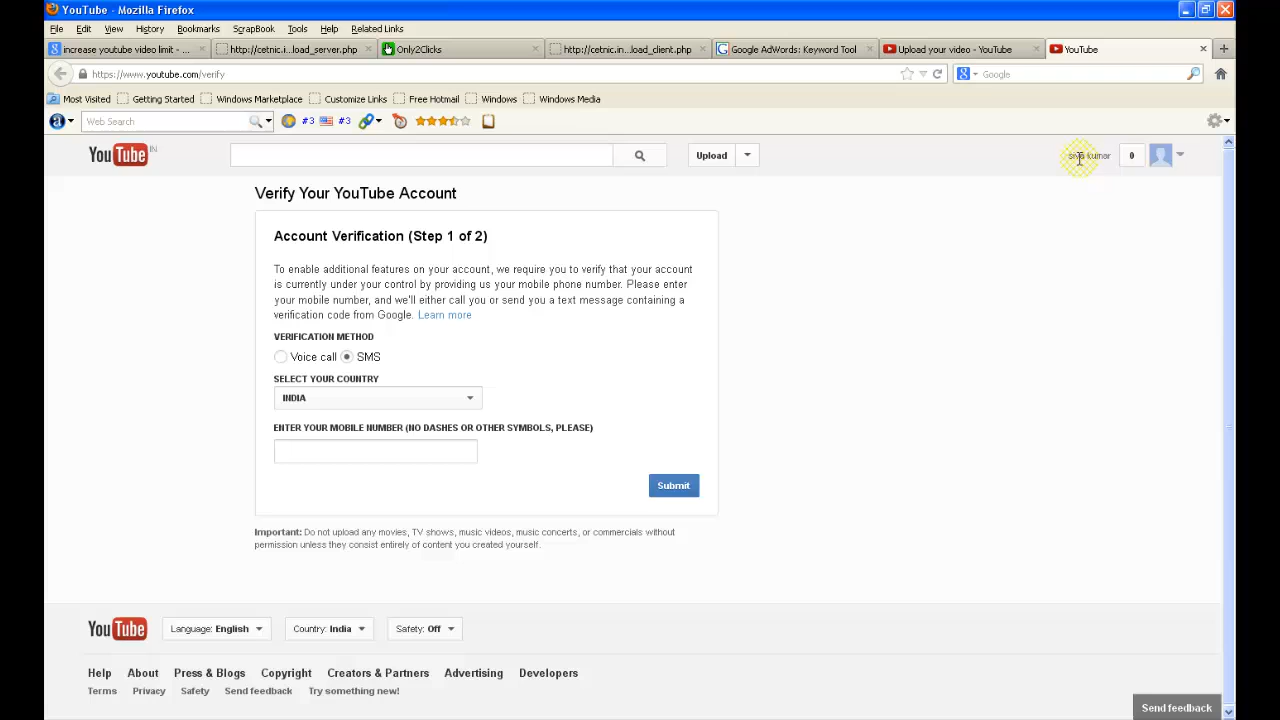 YouTube - Mozilla Firefox
File Edit View History Bookmarks ScrapBook Tools Help Related Links
increase youtube video limit - ... http://cetnic.i...load_server.php Only2Clicks http://cetnic.in...load_client.php Google AdWords: Keyword Tool Upload your video - YouTube YouTube
https://www.youtube.com/verify Google
Most Visited Getting Started Windows Marketplace Customize Links Free Hotmail Windows Windows Media
Web Search #3 #3
YouTube IN Upload kumar 0
Verify Your YouTube Account
Account Verification (Step 1 of 2)
To enable additional features on your account, we require you to verify that your account
is currently under your control by providing us your mobile phone number. Please enter
your mobile number, and we'll either call you or send you a text message containing a
verification code from Google. Learn more
VERIFICATION METHOD
Voice call SMS
SELECT YOUR COUNTRY
INDIA
ENTER YOUR MOBILE NUMBER (NO DASHES OR OTHER SYMBOLS, PLEASE)
Submit
Important: Do not upload any movies, TV shows, music videos, music concerts, or commercials without
permission unless they consist entirely of content you created yourself.
YouTube Language: English Country: India Safety: Off
Help About Press & Blogs Copyright Creators & Partners Advertising Developers
Terms Privacy Safety Send feedback Try something new!
Send feedback